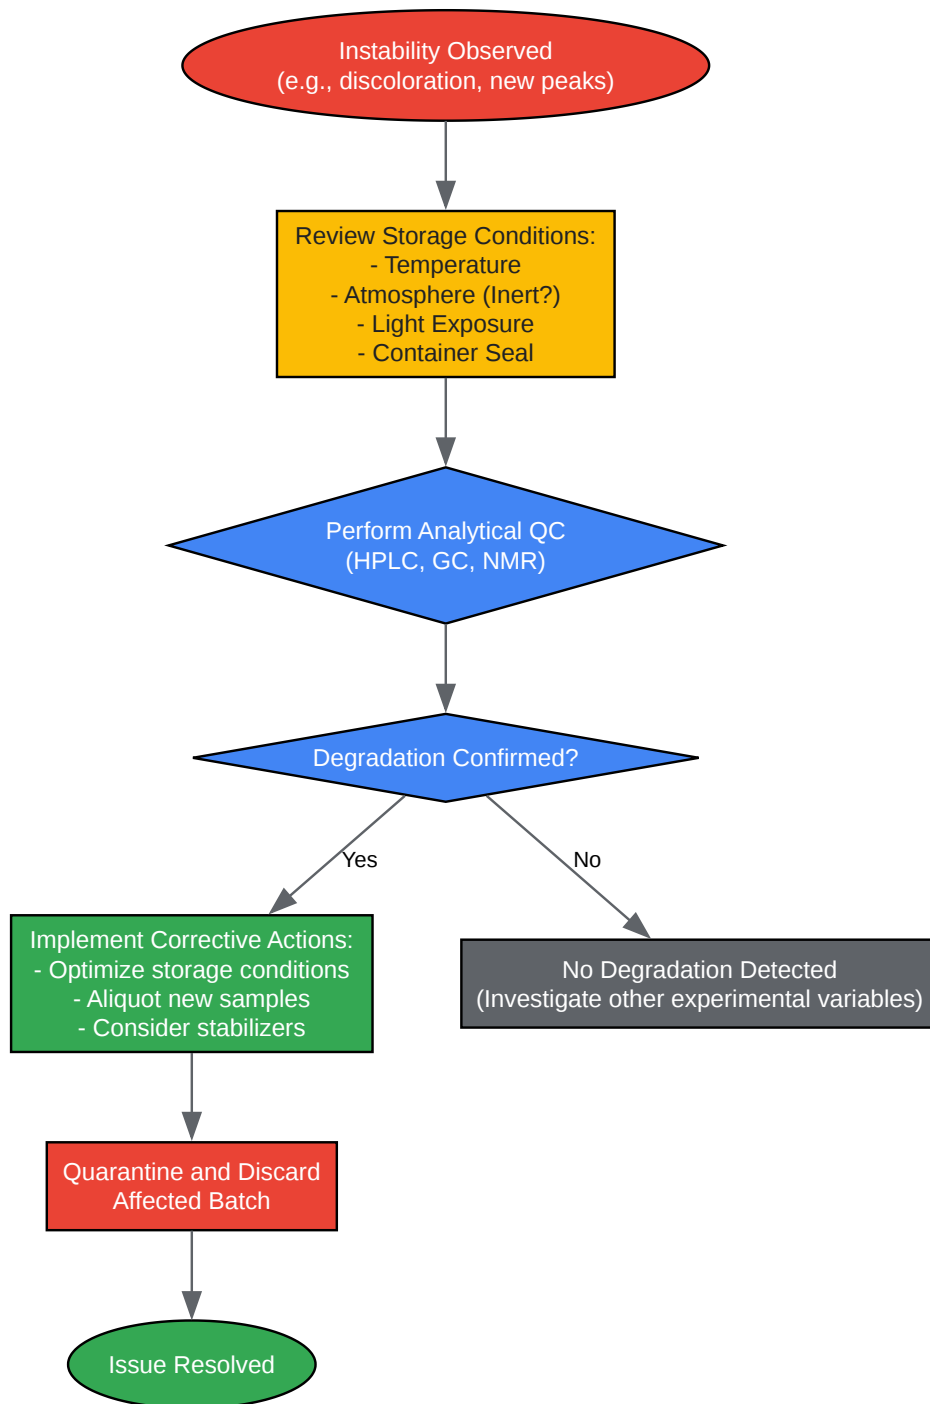 Instability Observed
(e.g., discoloration, new peaks)
Review Storage Conditions:
- Temperature
- Atmosphere (Inert?)
- Light Exposure
- Container Seal
Perform Analytical QC
(HPLC, GC, NMR)
Degradation Confirmed?
Yes
No
Implement Corrective Actions:
- Optimize storage conditions
- Aliquot new samples
- Consider stabilizers
No Degradation Detected
(Investigate other experimental variables)
Quarantine and Discard
Affected Batch
Issue Resolved